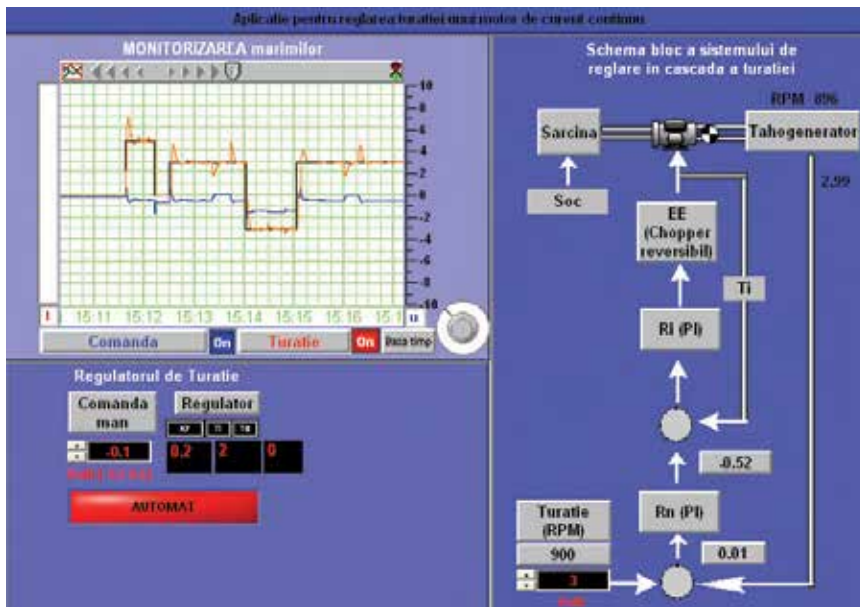 Aplicatie pentru reglarea turatiei unui motor de curent continuu
MONITORIZAREA marimilor
10
8
6
4
2
0
-2
-4
-6
-8
-10
t
15:11 15:12 15:13 15:14 15:15 15:16 15:1
u
Comanda
On
Turatie
On
Baza timp
Regulatorul de Turatie
Comanda
man
Regulator
KP
TI
-0.1
0.2
2
0
AUTOMAT
Schema bloc a sistemului de
reglare in cascada a turatiei
RPM 896
Sarcina
Tahogenerator
2.99
Soc
EE
(Chopper
reversibil)
Ti
Ri (PI)
-0.52
Rn (PI)
Turatie
(RPM)
900
0.01
3